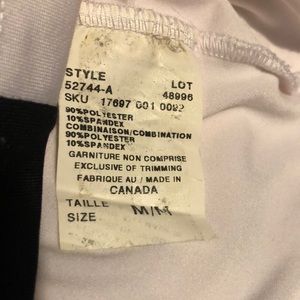 STYLE
52744-A LOT
SKU 17697 001 0092 48996
90%POLYESTER
10%SPANDEX
COMBINAISON/COMBINATION
90%POLYESTER
10%SPANDEX
GARNITURE NON COMPRISE
EXCLUSIVE OF TRIMMING
FABRIQUE AU / MADE IN
CANADA
TAILLE
SIZE M/M